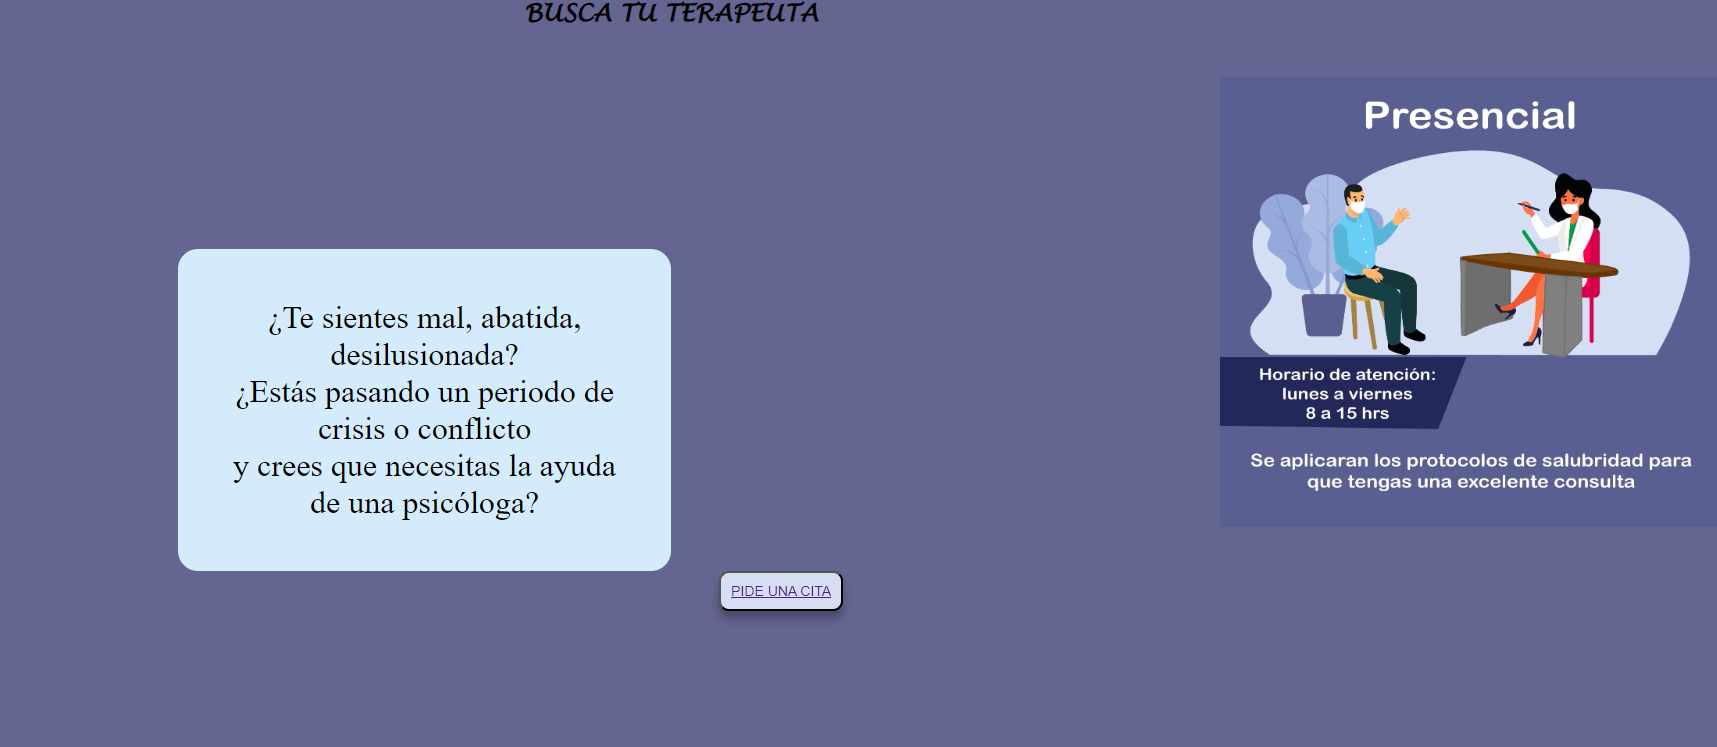 BUSCA TU TERAPEUTA
¿Te sientes mal, abatida,
desilusionada?
¿Estás pasando un periodo de
crisis o conflicto
y crees que necesitas la ayuda
de una psicóloga?
PIDE UNA CITA
Presencial
Horario de atención:
lunes a viernes
8 a 15 hrs
Se aplicaran los protocolos de salubridad para
que tengas una excelente consulta